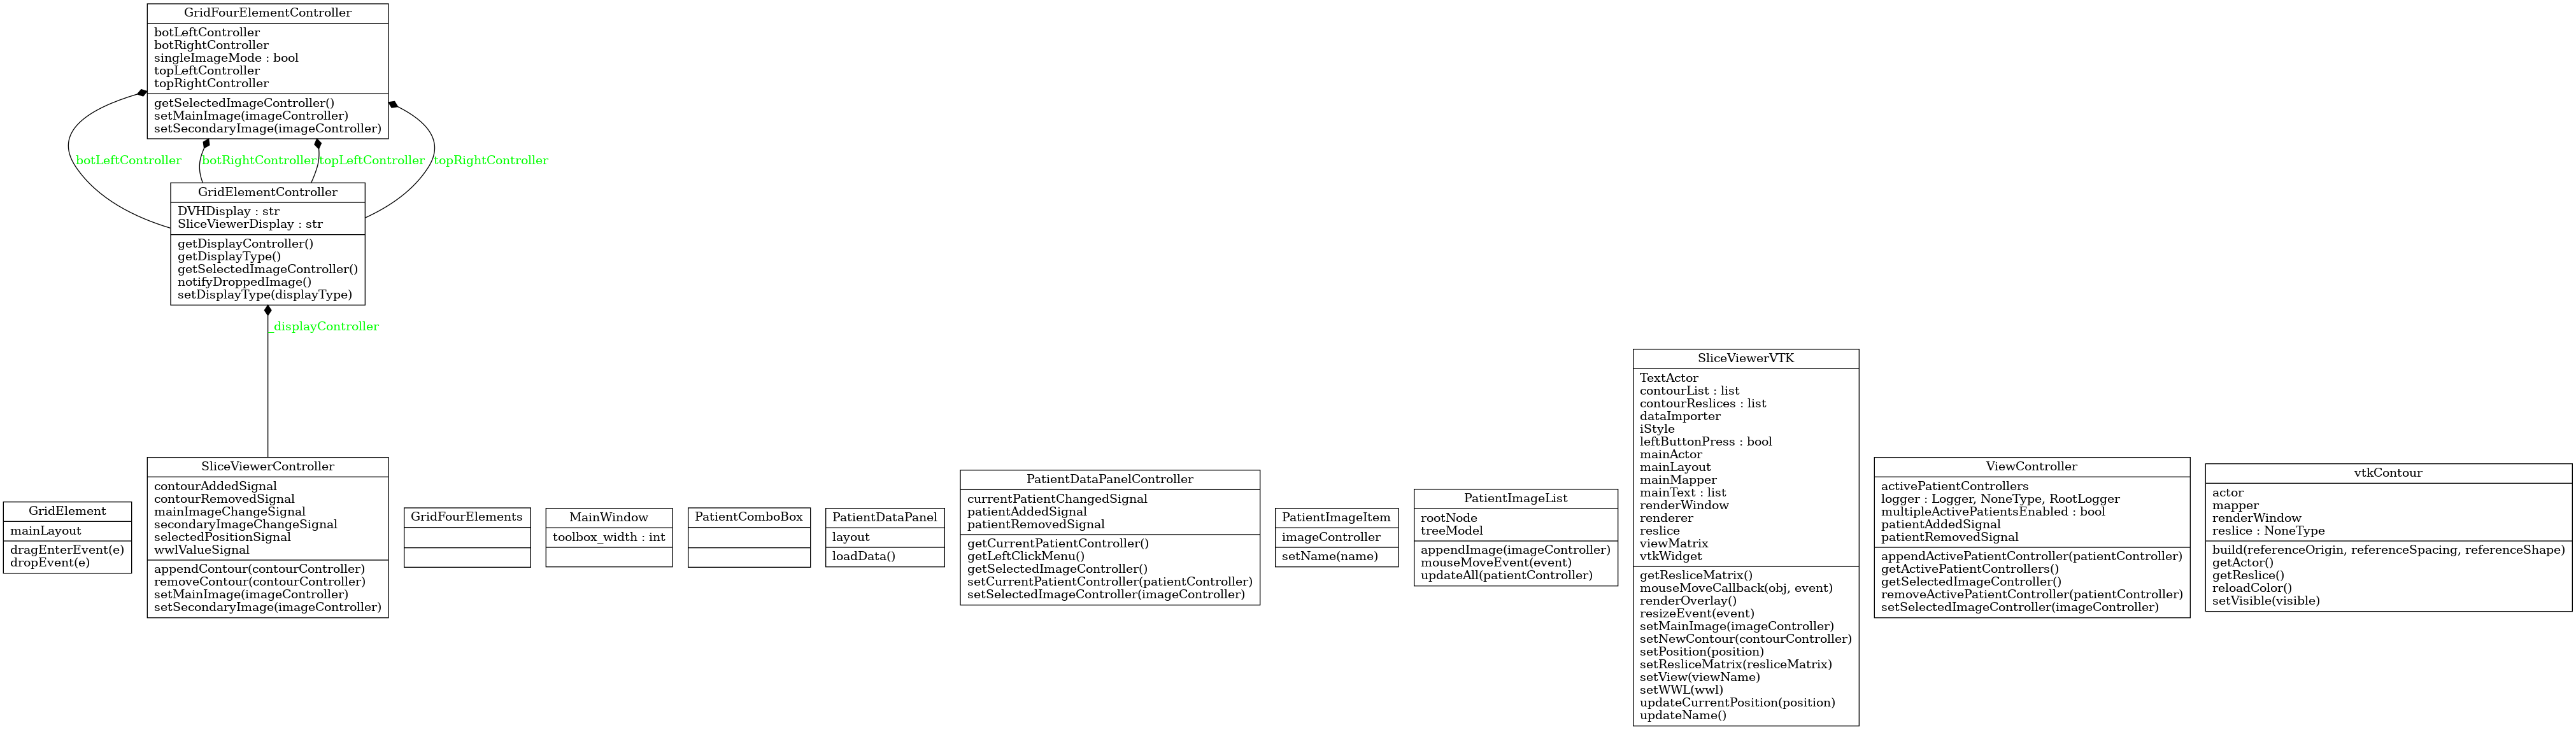 GridFourElementController
botLeftController
botRightController
singleImageMode : bool
topLeftController
topRightController
getSelectedImageController()
setMainImage(imageController)
setSecondaryImage(imageController)
botLeftController
botRightController
topLeftController
topRightController
GridElementController
DVHDisplay : str
SliceViewerDisplay : str
getDisplayController()
getDisplayType()
getSelectedImageController()
notifyDroppedImage()
setDisplayType(displayType)
_displayController
GridElement
mainLayout
dragEnterEvent(e)
dropEvent(e)
SliceViewerController
contourAddedSignal
contourRemovedSignal
mainImageChangeSignal
secondaryImageChangeSignal
selectedPositionSignal
wwlValueSignal
appendContour(contourController)
removeContour(contourController)
setMainImage(imageController)
setSecondaryImage(imageController)
GridFourElements
MainWindow
toolbox_width : int
PatientComboBox
PatientDataPanel
layout
loadData()
PatientDataPanelController
currentPatientChangedSignal
patientAddedSignal
patientRemovedSignal
getCurrentPatientController()
getLeftClickMenu()
getSelectedImageController()
setCurrentPatientController(patientController)
setSelectedImageController(imageController)
PatientImageItem
imageController
setName(name)
PatientImageList
rootNode
treeModel
appendImage(imageController)
mouseMoveEvent(event)
updateAll(patientController)
SliceViewerVTK
TextActor
contourList : list
contourReslices : list
dataImporter
iStyle
leftButtonPress : bool
mainActor
mainLayout
mainMapper
mainText : list
renderWindow
renderer
reslice
viewMatrix
vtkWidget
getResliceMatrix()
mouseMoveCallback(obj, event)
renderOverlay()
resizeEvent(event)
setMainImage(imageController)
setNewContour(contourController)
setPosition(position)
setResliceMatrix(resliceMatrix)
setView(viewName)
setWWL(wwl)
updateCurrentPosition(position)
updateName()
ViewController
activePatientControllers
logger : Logger, NoneType, RootLogger
multipleActivePatientsEnabled : bool
patientAddedSignal
patientRemovedSignal
appendActivePatientController(patientController)
getActivePatientControllers()
getSelectedImageController()
removeActivePatientController(patientController)
setSelectedImageController(imageController)
vtkContour
actor
mapper
renderWindow
reslice : NoneType
build(referenceOrigin, referenceSpacing, referenceShape)
getActor()
getReslice()
reloadColor()
setVisible(visible)